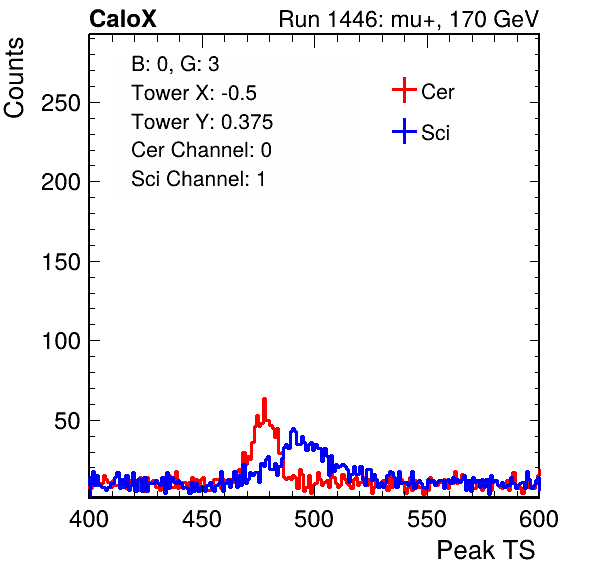 CaloX Run 1446: mu+, 170 GeV
B: 0, G: 3
Tower X: -0.5
Tower Y: 0.375
Cer Channel: 0
Sci Channel: 1
Cer
Sci
Counts
250
200
150
100
50
400 450 500 550 600
Peak TS